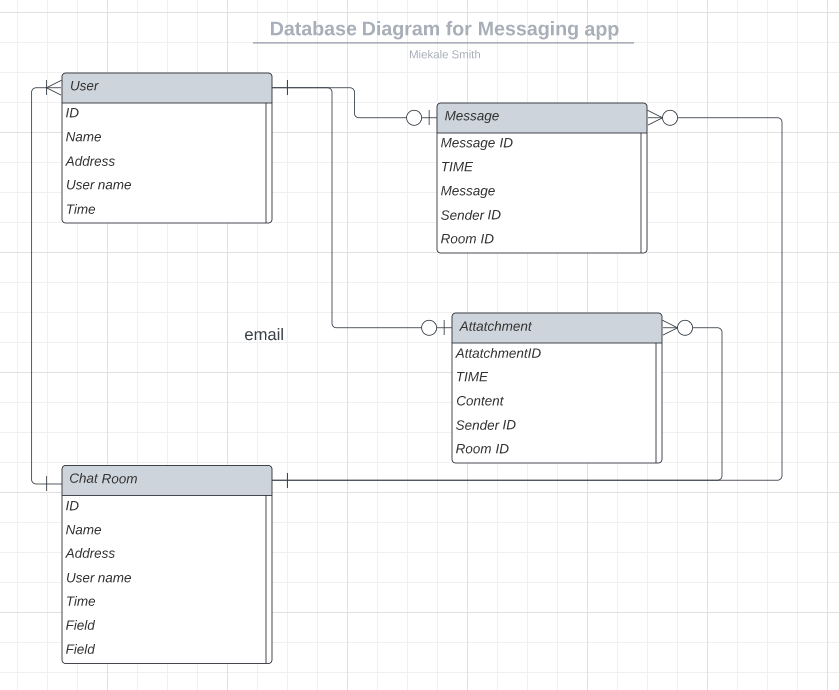 Database Diagram for Messaging app
Miekale Smith
User
ID
Name
Address
User name
Time
Message
Message ID
TIME
Message
Sender ID
Room ID
email
Attatchment
AttatchmentID
TIME
Content
Sender ID
Room ID
Chat Room
ID
Name
Address
User name
Time
Field
Field